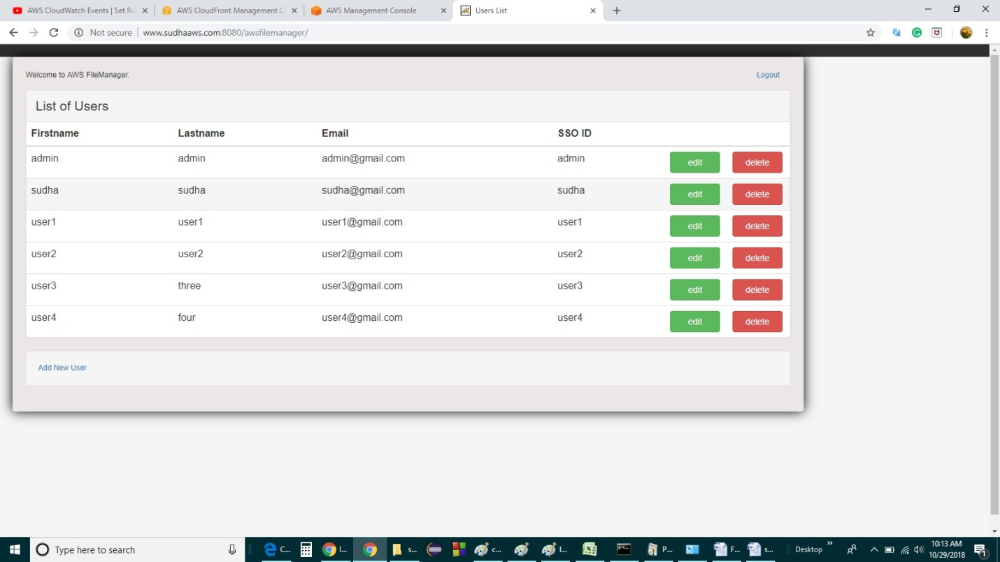 AWS CloudWatch Events | Set Ru
AWS CloudFront Management C
AWS Management Console
Users List
Not secure | www.sudhaaws.com:8080/awsfilemanager/
Welcome to AWS FileManager. Logout
List of Users
Firstname Lastname Email SSO ID
admin admin admin@gmail.com admin edit delete
sudha sudha sudha@gmail.com sudha edit delete
user1 user1 user1@gmail.com user1 edit delete
user2 user2 user2@gmail.com user2 edit delete
user3 three user3@gmail.com user3 edit delete
user4 four user4@gmail.com user4 edit delete
Add New User
Type here to search C... I... s... c... I... P... F... s... Desktop 10:13 AM
10/29/2018 1